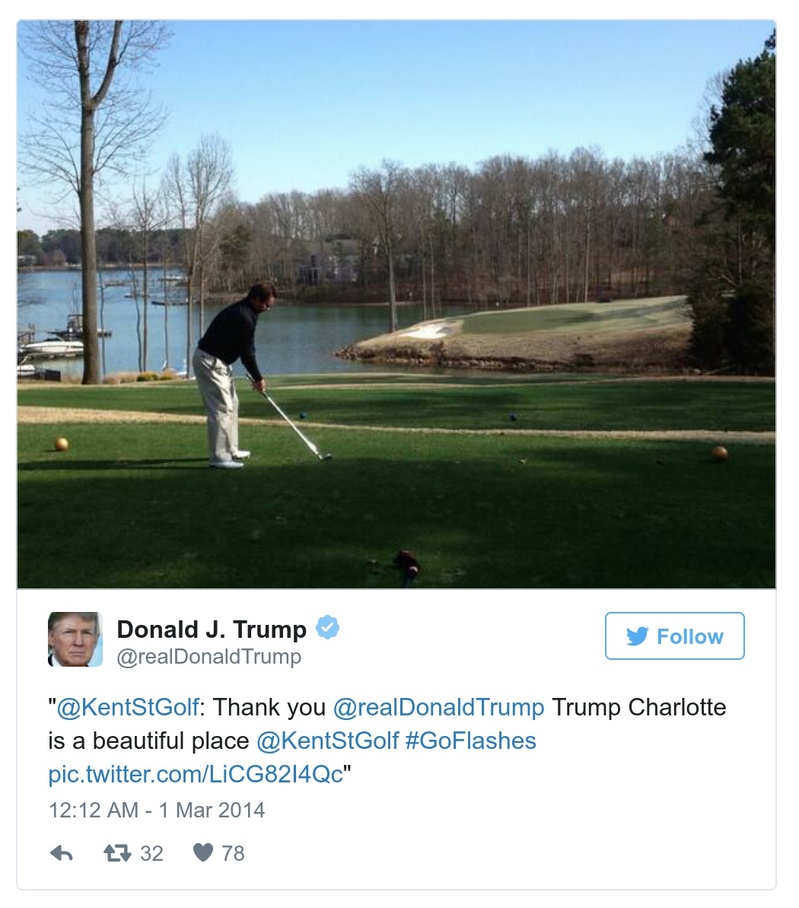 Donald J. Trump
@realDonaldTrump
Follow
"@KentStGolf: Thank you @realDonaldTrump Trump Charlotte
is a beautiful place @KentStGolf #GoFlashes
pic.twitter.com/LiCG82I4Qc"
12:12 AM - 1 Mar 2014
32 78